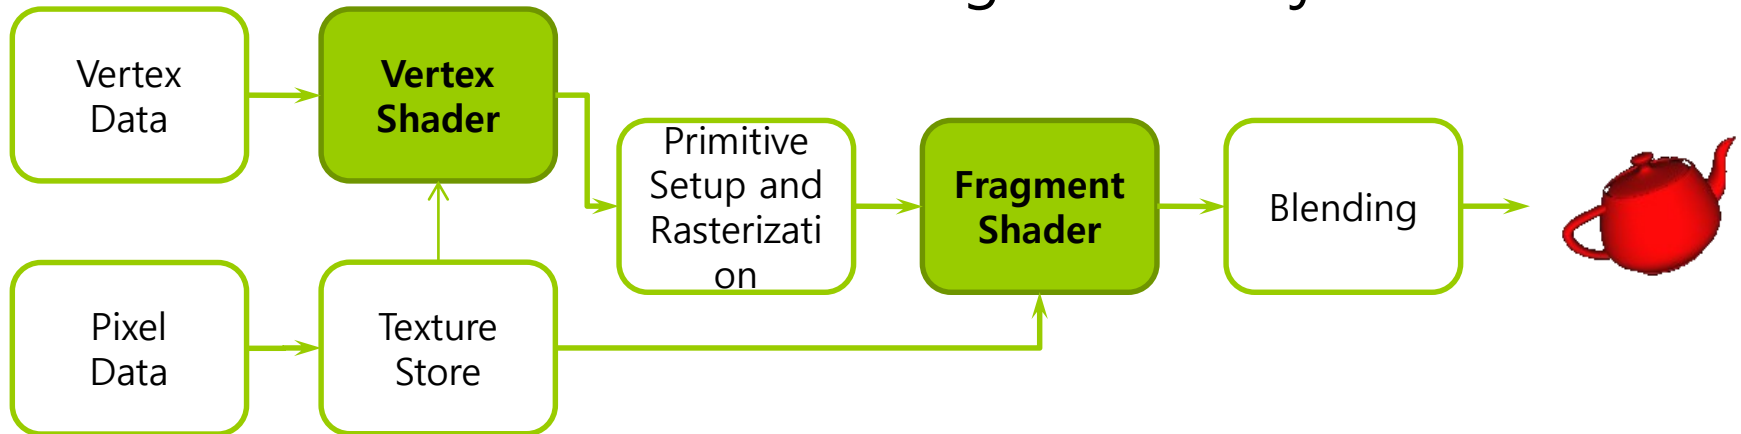 Vertex
Data
Vertex
Shader
Primitive
Setup and
Rasterizati
on
Fragment
Shader
Blending
Pixel
Data
Texture
Store